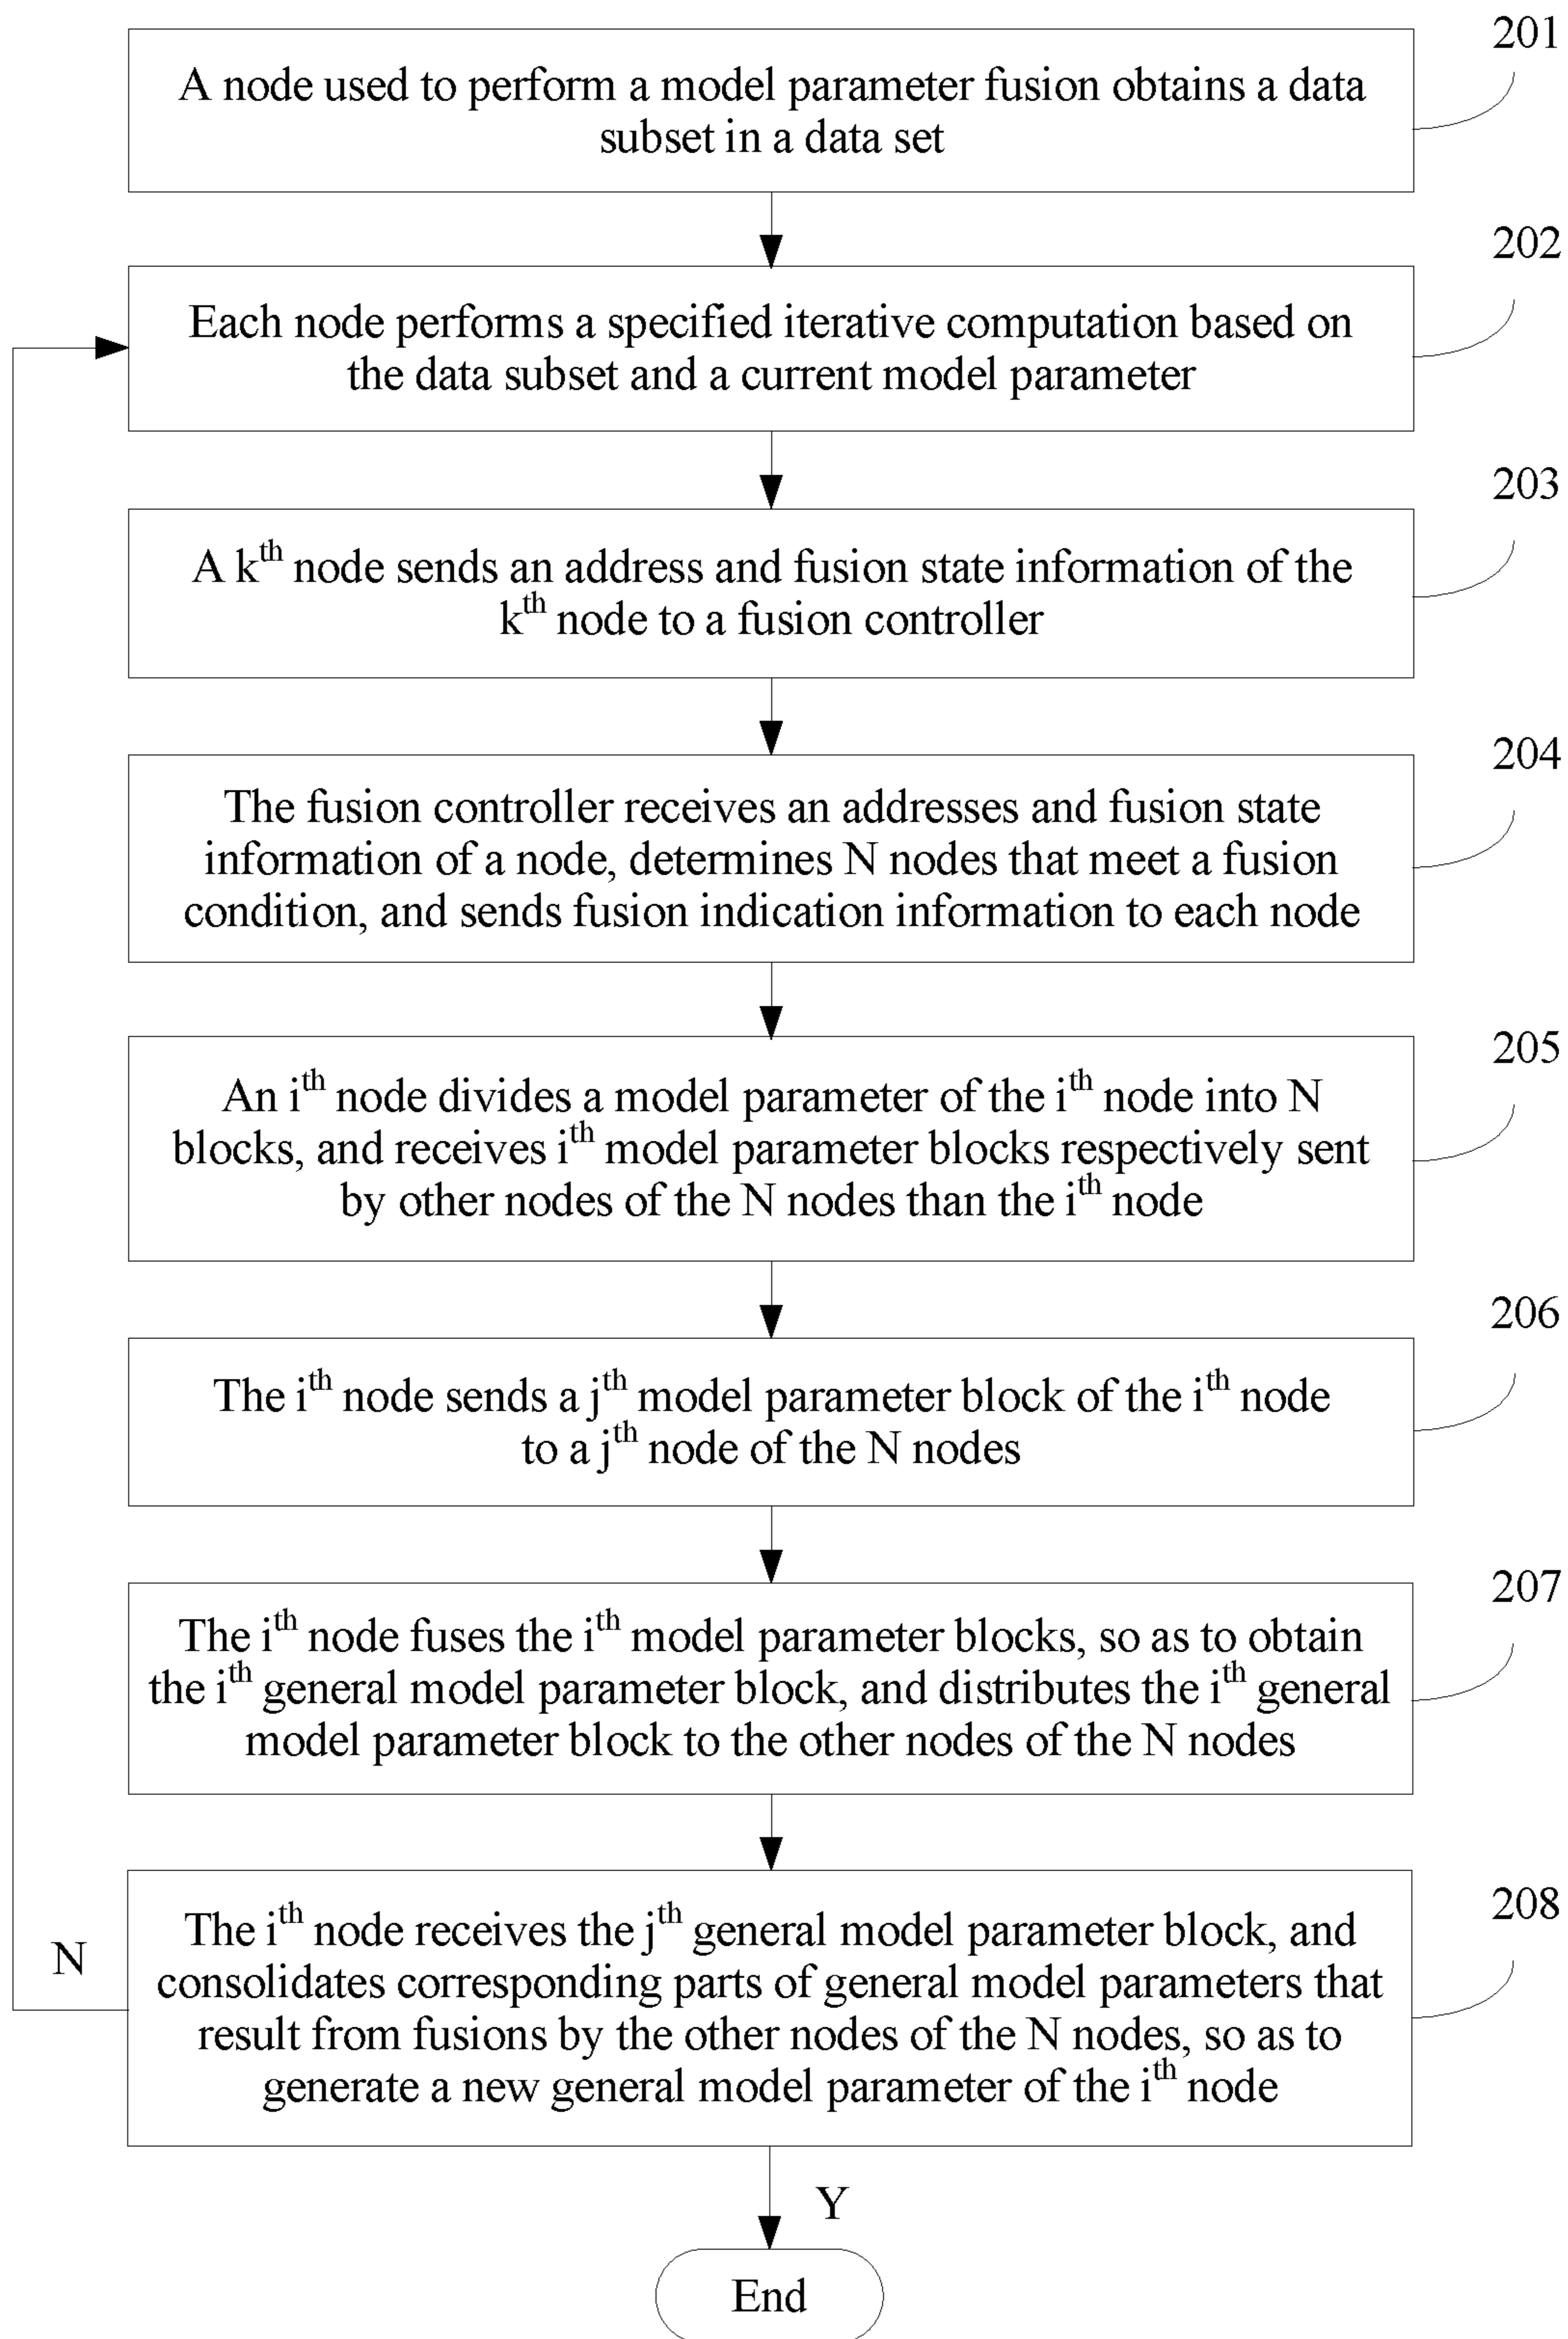 201
A node used to perform a model parameter fusion obtains a data
subset in a data set
202
Each node performs a specified iterative computation based on
the data subset and a current model parameter
203
A kth node sends an address and fusion state information of the
kth node to a fusion controller
204
The fusion controller receives an addresses and fusion state
information of a node, determines N nodes that meet a fusion
condition, and sends fusion indication information to each node
205
An ith node divides a model parameter of the ith node into N
blocks, and receives ith model parameter blocks respectively sent
by other nodes of the N nodes than the ith node
206
The ith node sends a jth model parameter block of the ith node
to a jth node of the N nodes
207
The ith node fuses the ith model parameter blocks, so as to obtain
the ith general model parameter block, and distributes the ith general
model parameter block to the other nodes of the N nodes
208
The ith node receives the jth general model parameter block, and
consolidates corresponding parts of general model parameters that
result from fusions by the other nodes of the N nodes, so as to
generate a new general model parameter of the ith node
N
Y
End